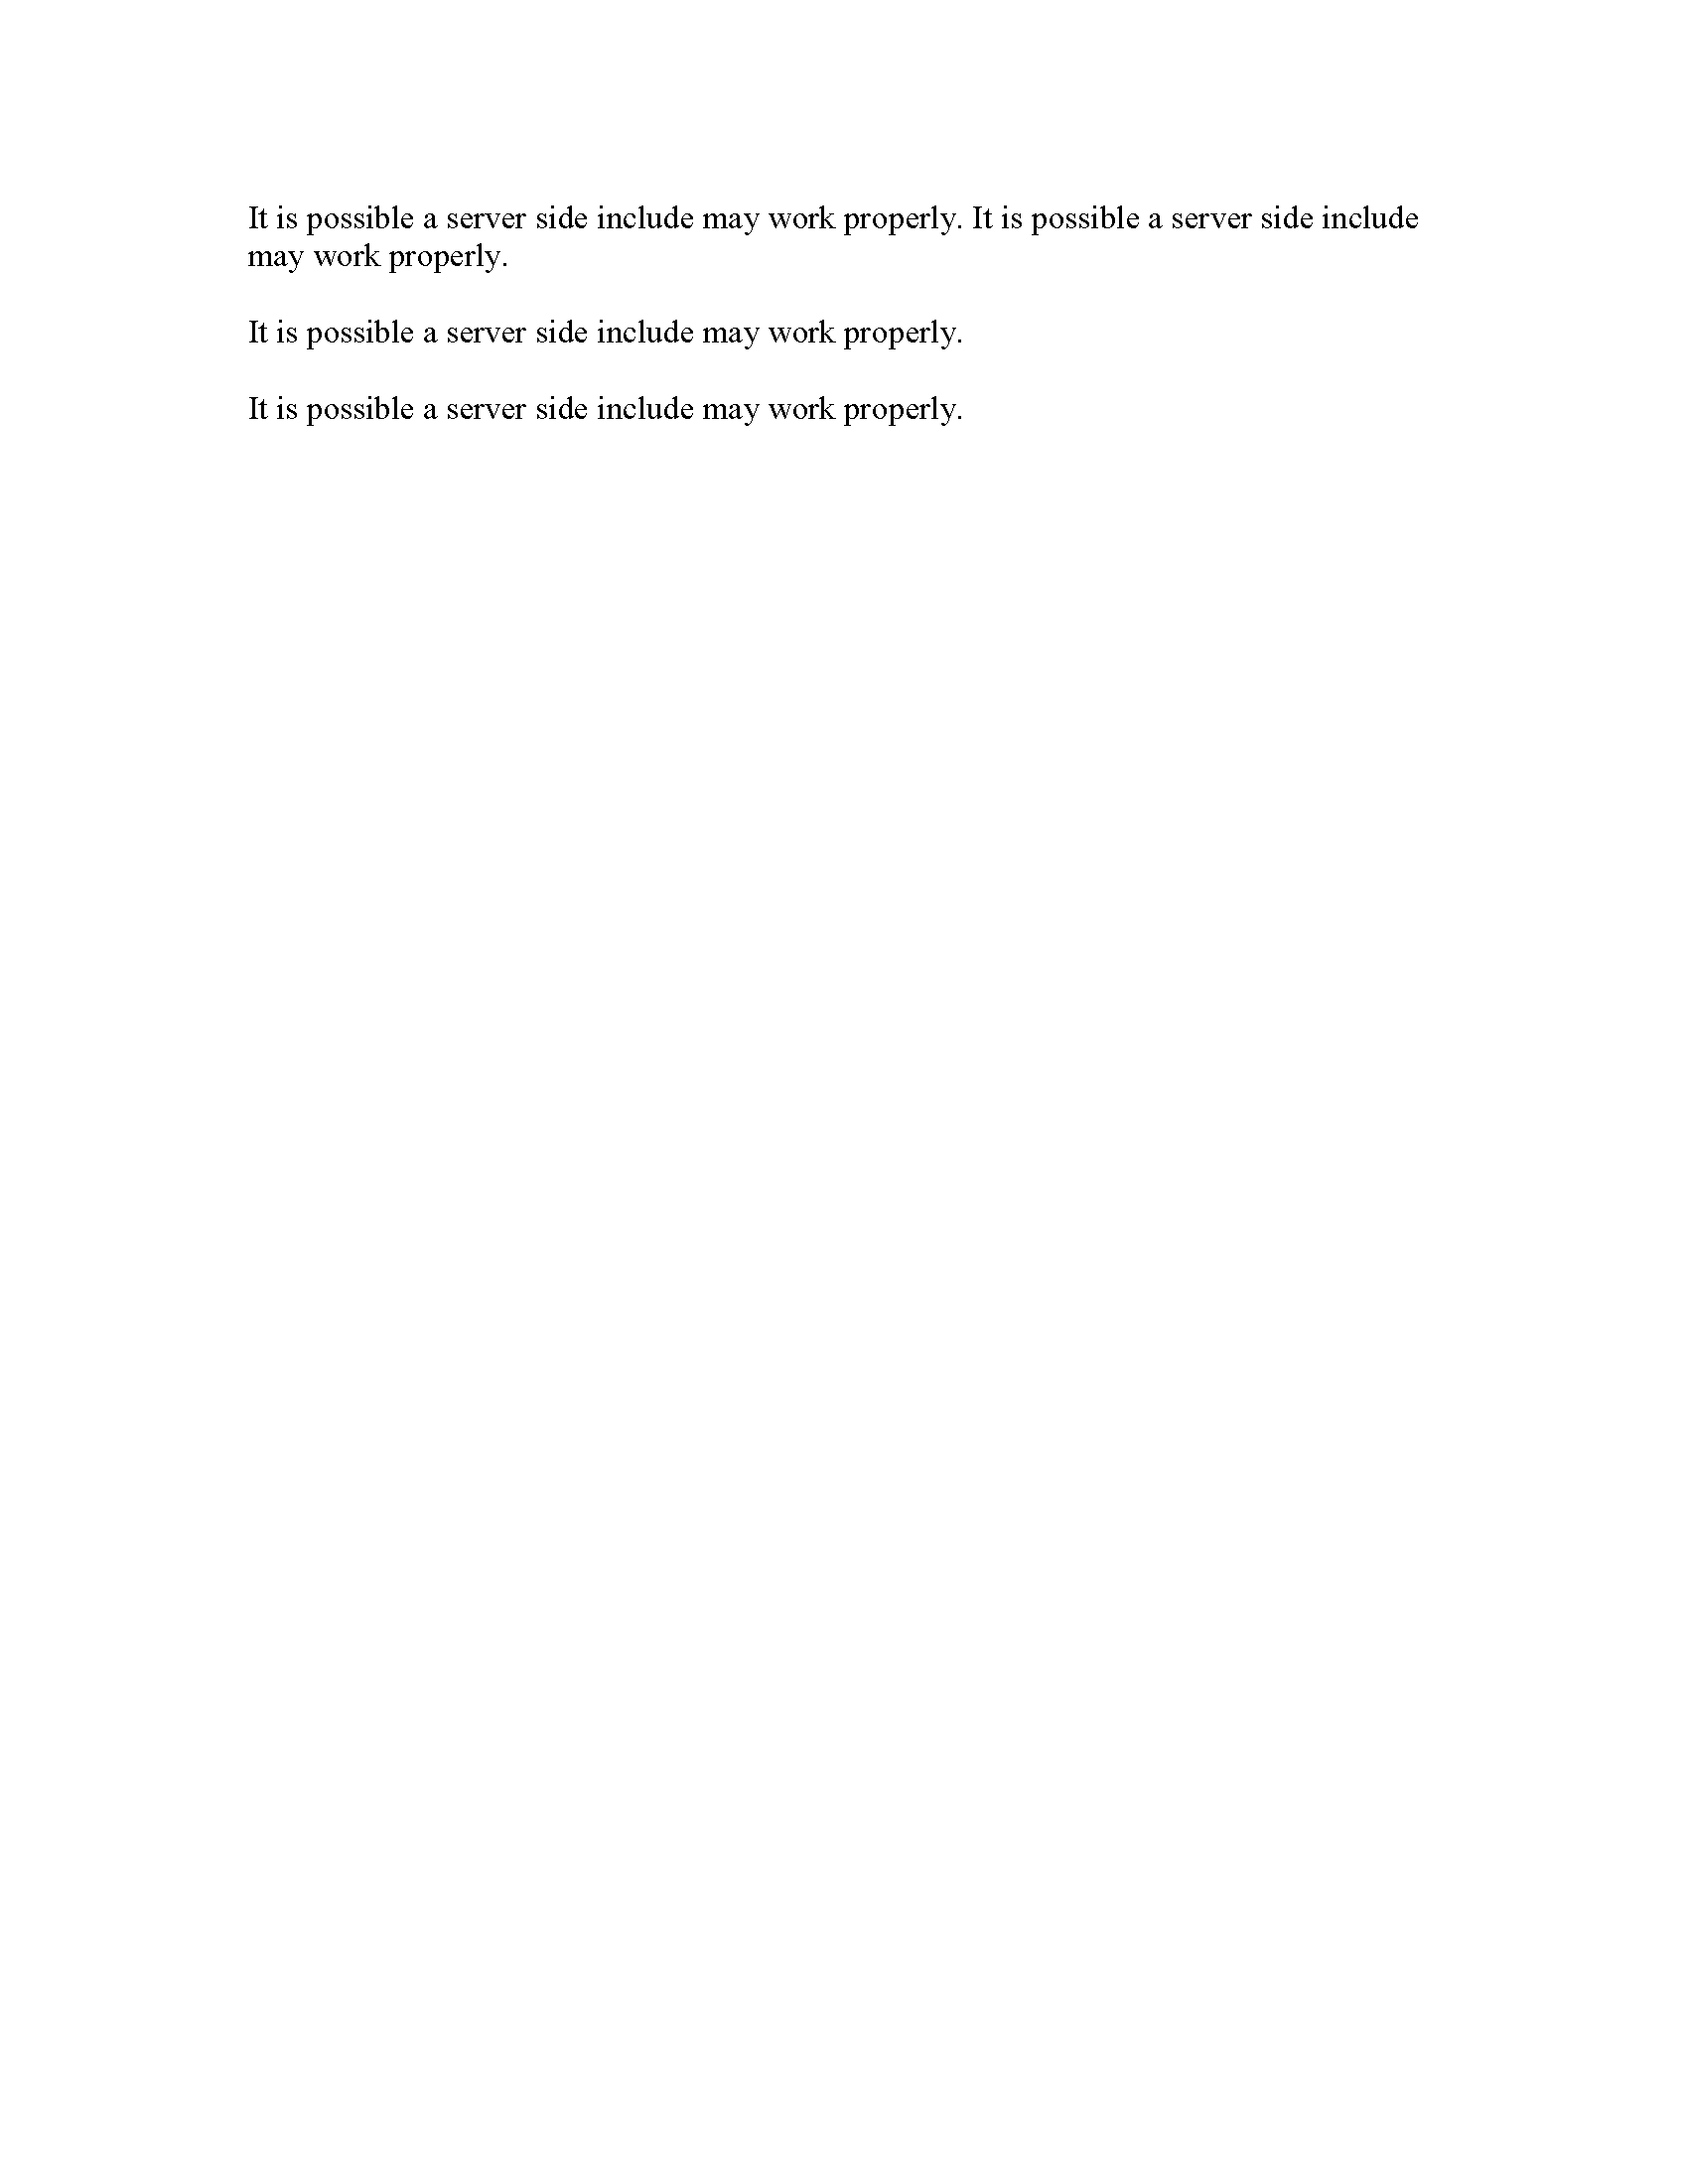 It is possible a server side include may work properly. It is possible a server side include
may work properly.
It is possible a server side include may work properly.
It is possible a server side include may work properly.